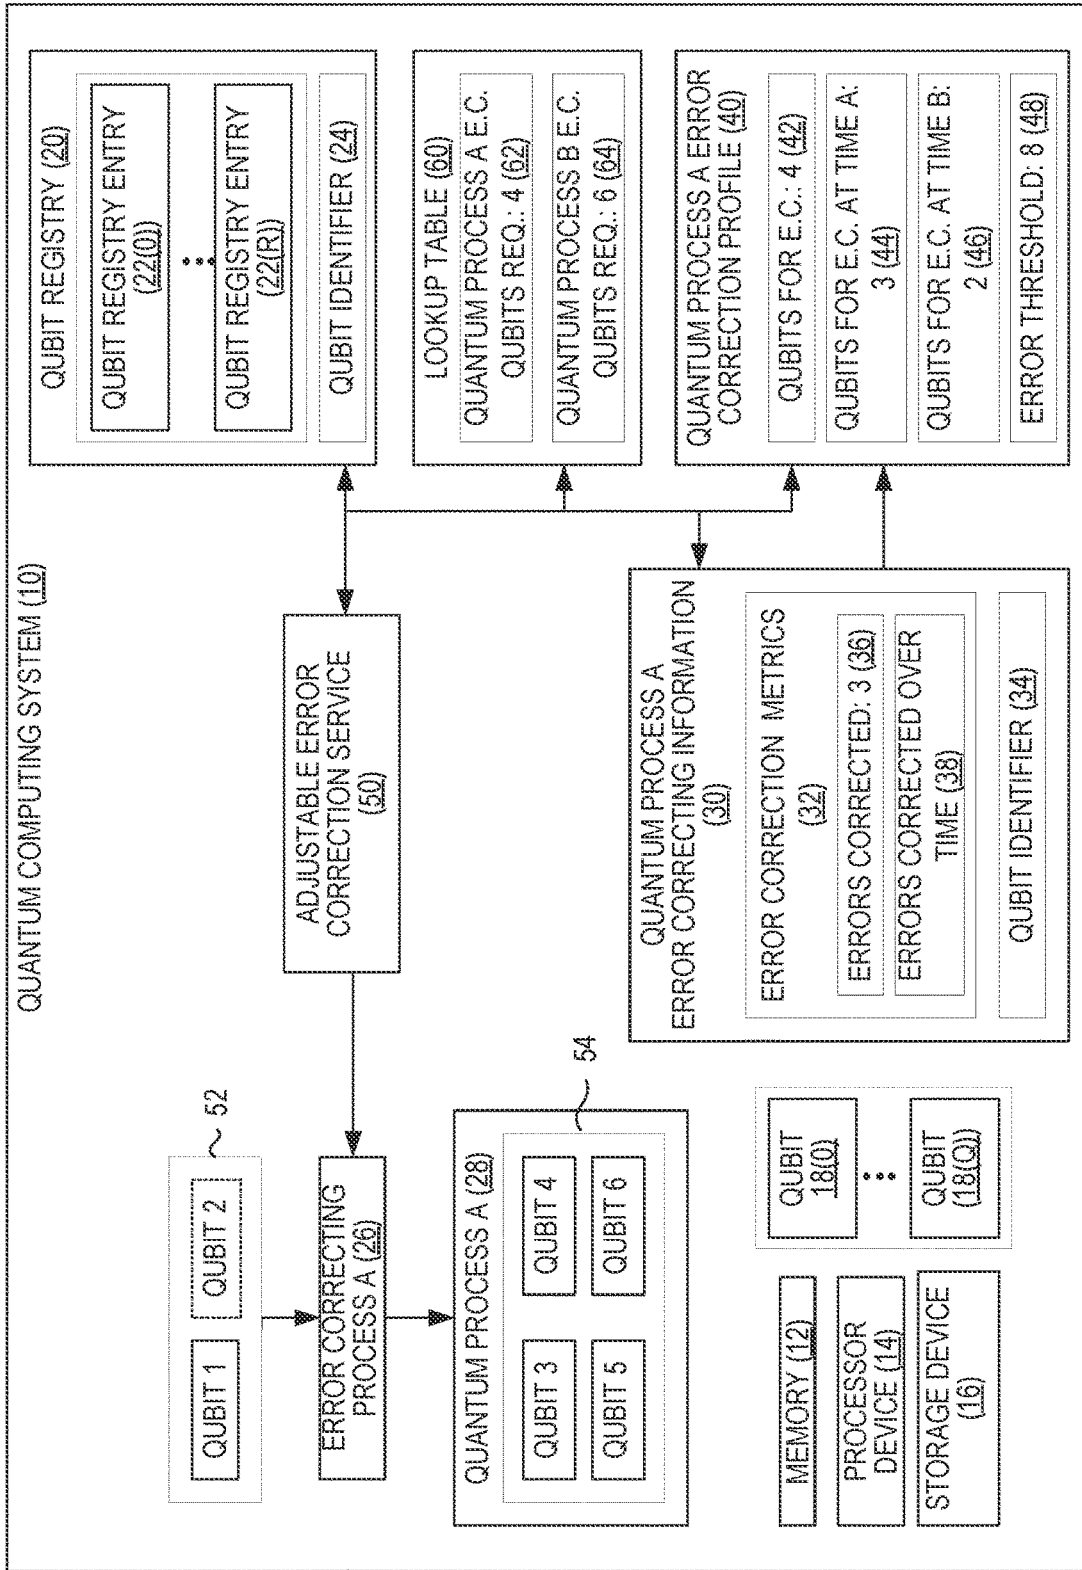 QUANTUM COMPUTING SYSTEM (10)
52
QUBIT 1
QUBIT 2
ERROR CORRECTING
PROCESS A (26)
QUANTUM PROCESS A (28)
54
QUBIT 3
QUBIT 4
QUBIT 5
QUBIT 6
MEMORY (12)
PROCESSOR
DEVICE (14)
STORAGE DEVICE
(16)
QUBIT
18(0)
•••
QUBIT
(18(Q))
ADJUSTABLE ERROR
CORRECTION SERVICE
(50)
QUANTUM PROCESS A
ERROR CORRECTING INFORMATION
(30)
ERROR CORRECTION METRICS
(32)
ERRORS CORRECTED: 3 (36)
ERRORS CORRECTED OVER
TIME (38)
QUBIT IDENTIFIER (34)
QUBIT REGISTRY (20)
QUBIT REGISTRY ENTRY
(22(0))
•••
QUBIT REGISTRY ENTRY
(22(R))
QUBIT IDENTIFIER (24)
LOOKUP TABLE (60)
QUANTUM PROCESS A E.C.
QUBITS REQ.: 4 (62)
QUANTUM PROCESS B E.C.
QUBITS REQ.: 6 (64)
QUANTUM PROCESS A ERROR
CORRECTION PROFILE (40)
QUBITS FOR E.C.: 4 (42)
QUBITS FOR E.C. AT TIME A:
3 (44)
QUBITS FOR E.C. AT TIME B:
2 (46)
ERROR THRESHOLD: 8 (48)